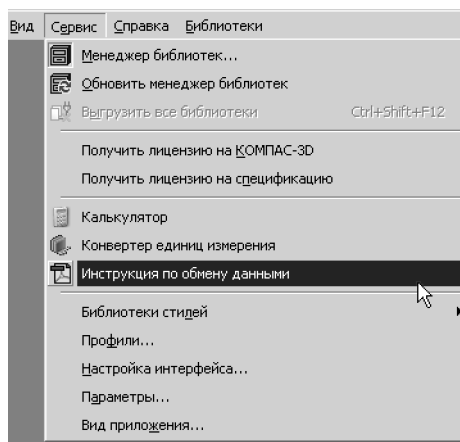 Вид Сервис Справка Библиотеки
Менеджер библиотек...
Обновить менеджер библиотек
Выгрузить все библиотеки Ctrl+Shift+F12
Получить лицензию на КОМПАС-3D
Получить лицензию на спецификацию
Калькулятор
Конвертер единиц измерения
Инструкция по обмену данными
Библиотеки стилей
Профили...
Настройка интерфейса...
Параметры...
Вид приложения...